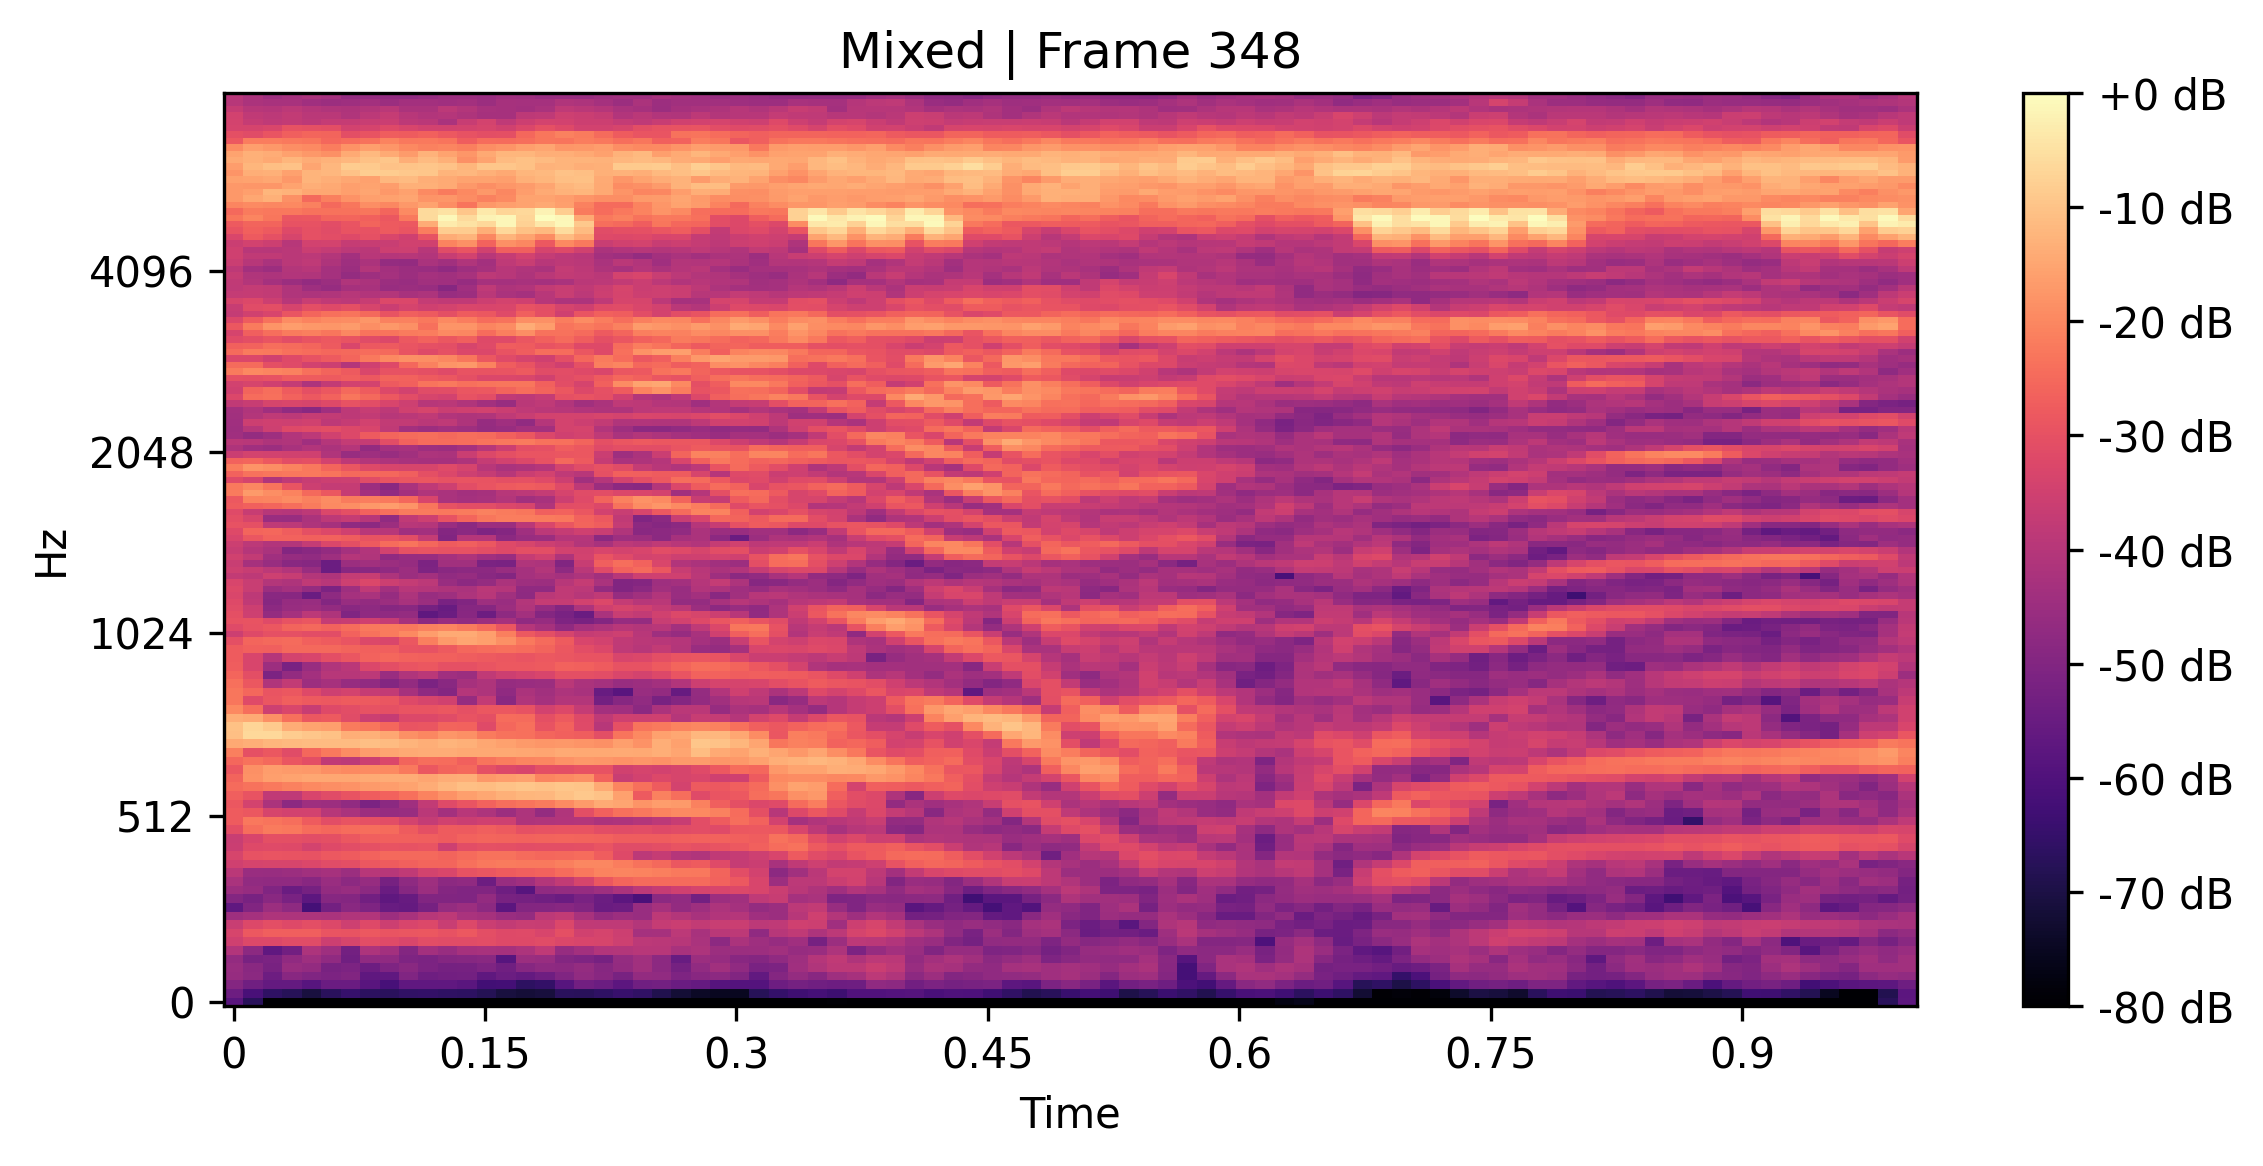 Mixed | Frame 348
+0 dB
-10 dB
-20 dB
-30 dB
-40 dB
-50 dB
-60 dB
-70 dB
-80 dB
4096
2048
1024
512
0
Hz
0 0.15 0.3 0.45 0.6 0.75 0.9
Time